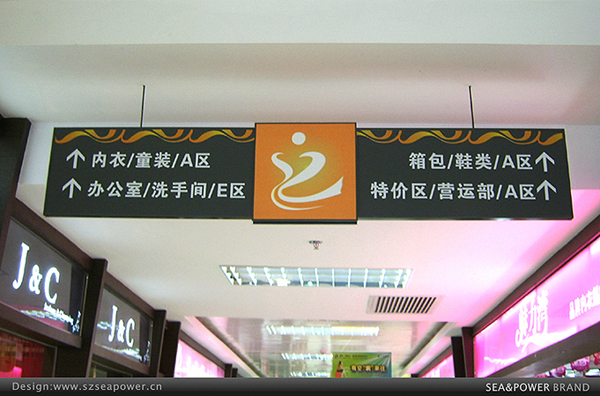 ↑内衣/童装/A区
↑办公室/洗手间/E区
箱包/鞋类/A区↑
特价区/营运部/A区↑
J&C
J&C
Design:www.szseapower.cn
SEA&POWER BRAND